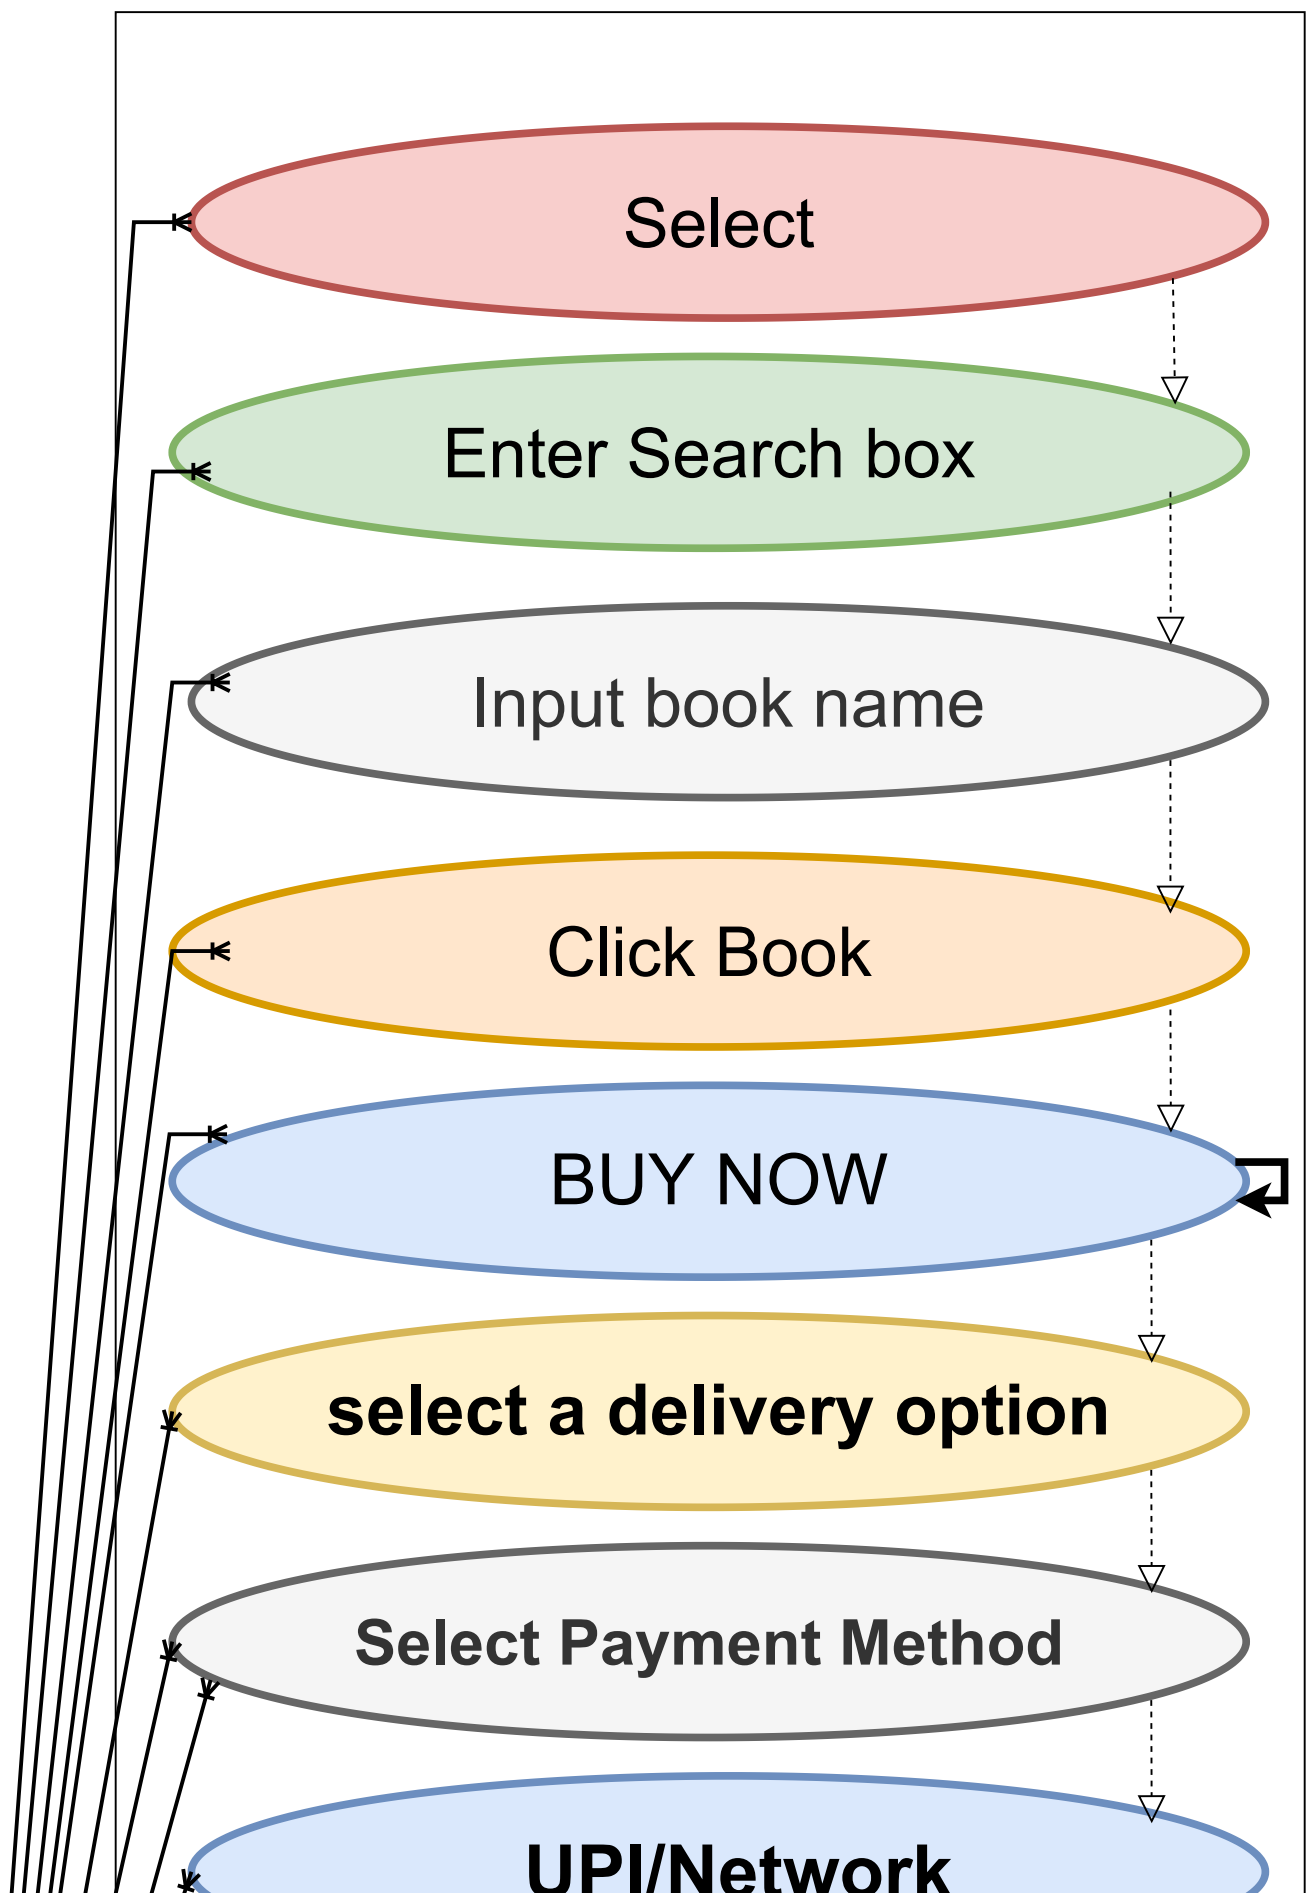 Select
Enter Search box
Input book name
Click Book
BUY NOW
select a delivery option
Select Payment Method
UPI/Network